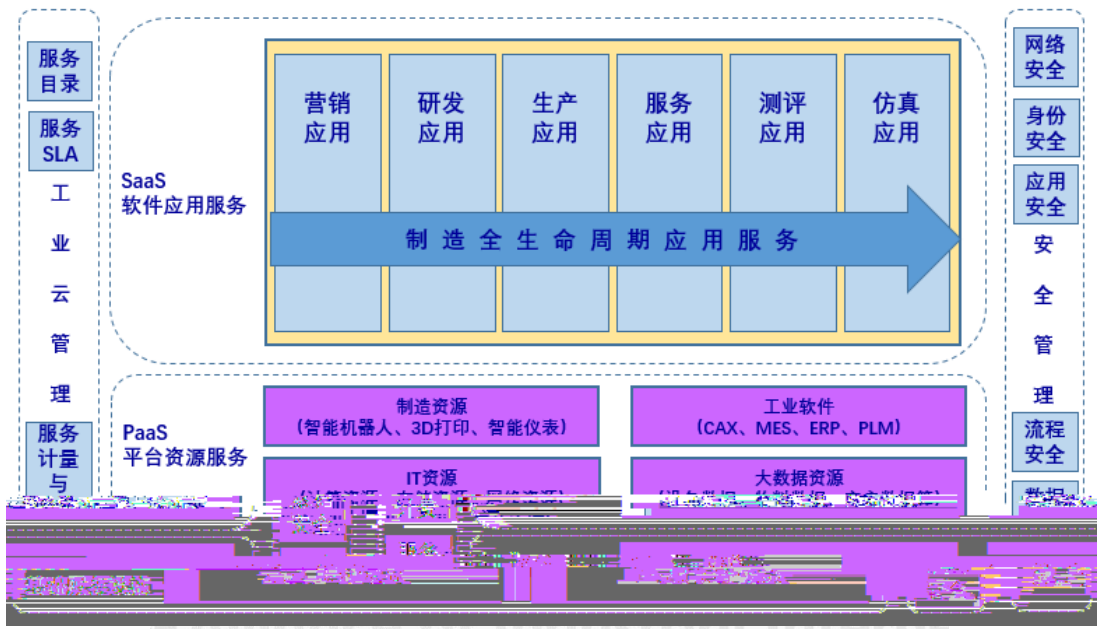 服务
目录
服务
SLA
工
业
云
管
理
服务
计量
与
SaaS
软件应用服务
营销
应用
研发
应用
生产
应用
服务
应用
测评
应用
仿真
应用
制造全生命周期应用服务
PaaS
平台资源服务
制造资源
(智能机器人、3D打印、智能仪表)
工业软件
(CAX、MES、ERP、PLM)
IT资源
大数据资源
网络
安全
身份
安全
应用
安全
安
全
管
理
流程
安全